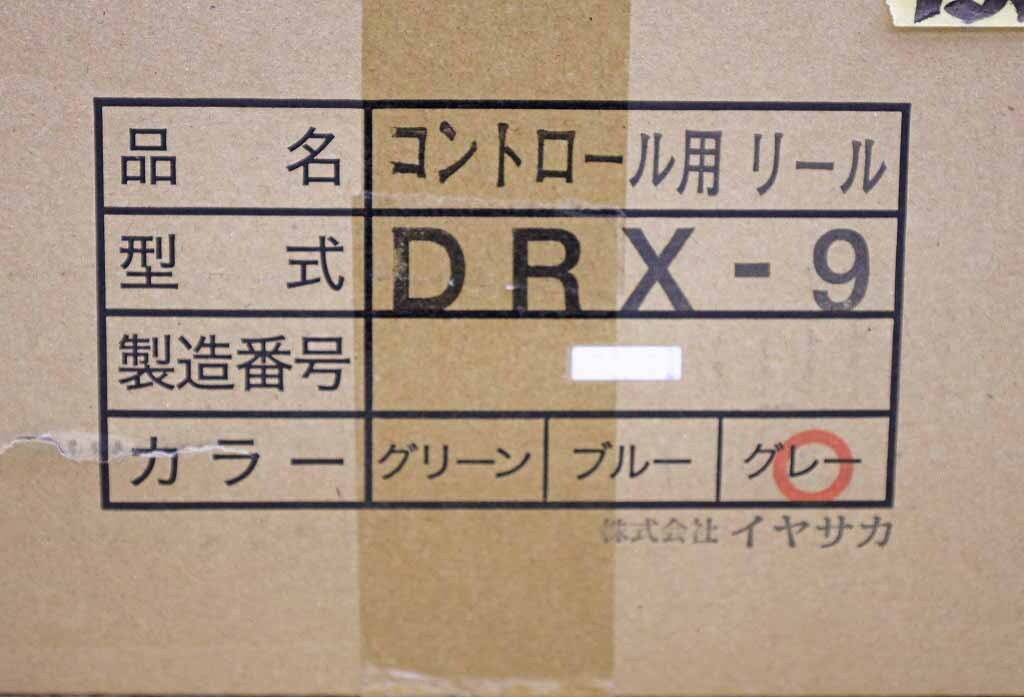 品名 コントロール用 リール
型式 DRX-9
製造番号
カラー グリーン ブルー グレー
株式会社 イヤサカ